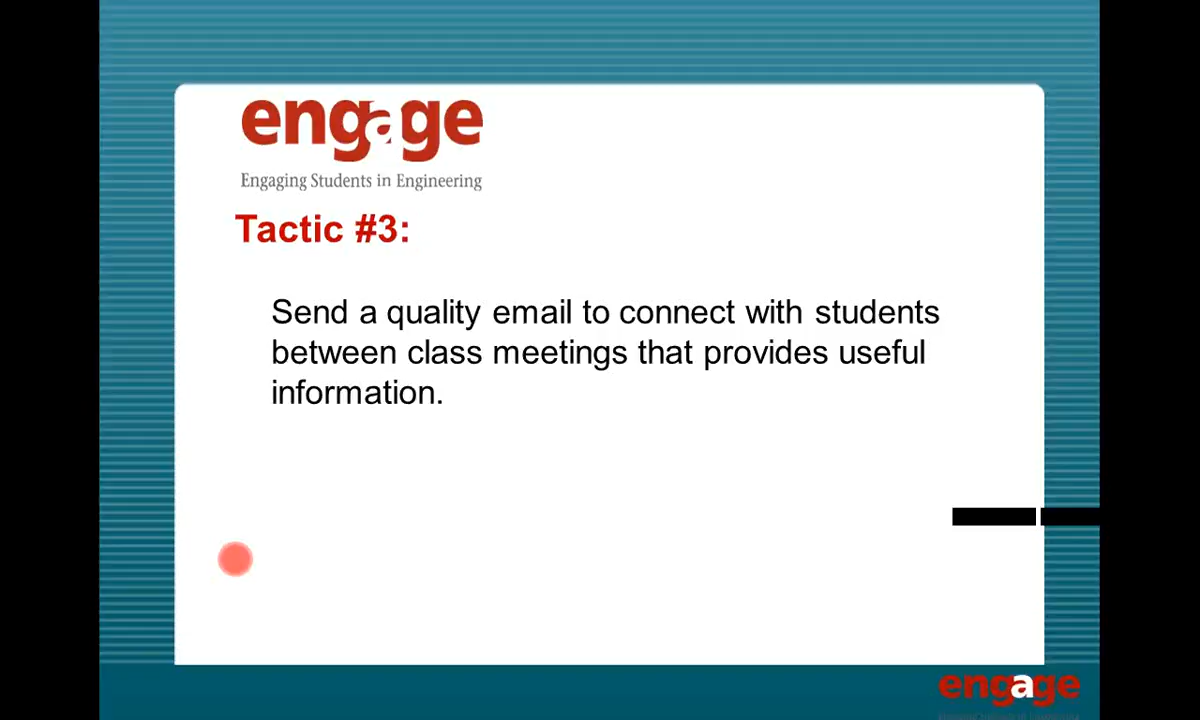 engage
Engaging Students in Engineering
Tactic #3:
Send a quality email to connect with students
between class meetings that provides useful
information.
engage